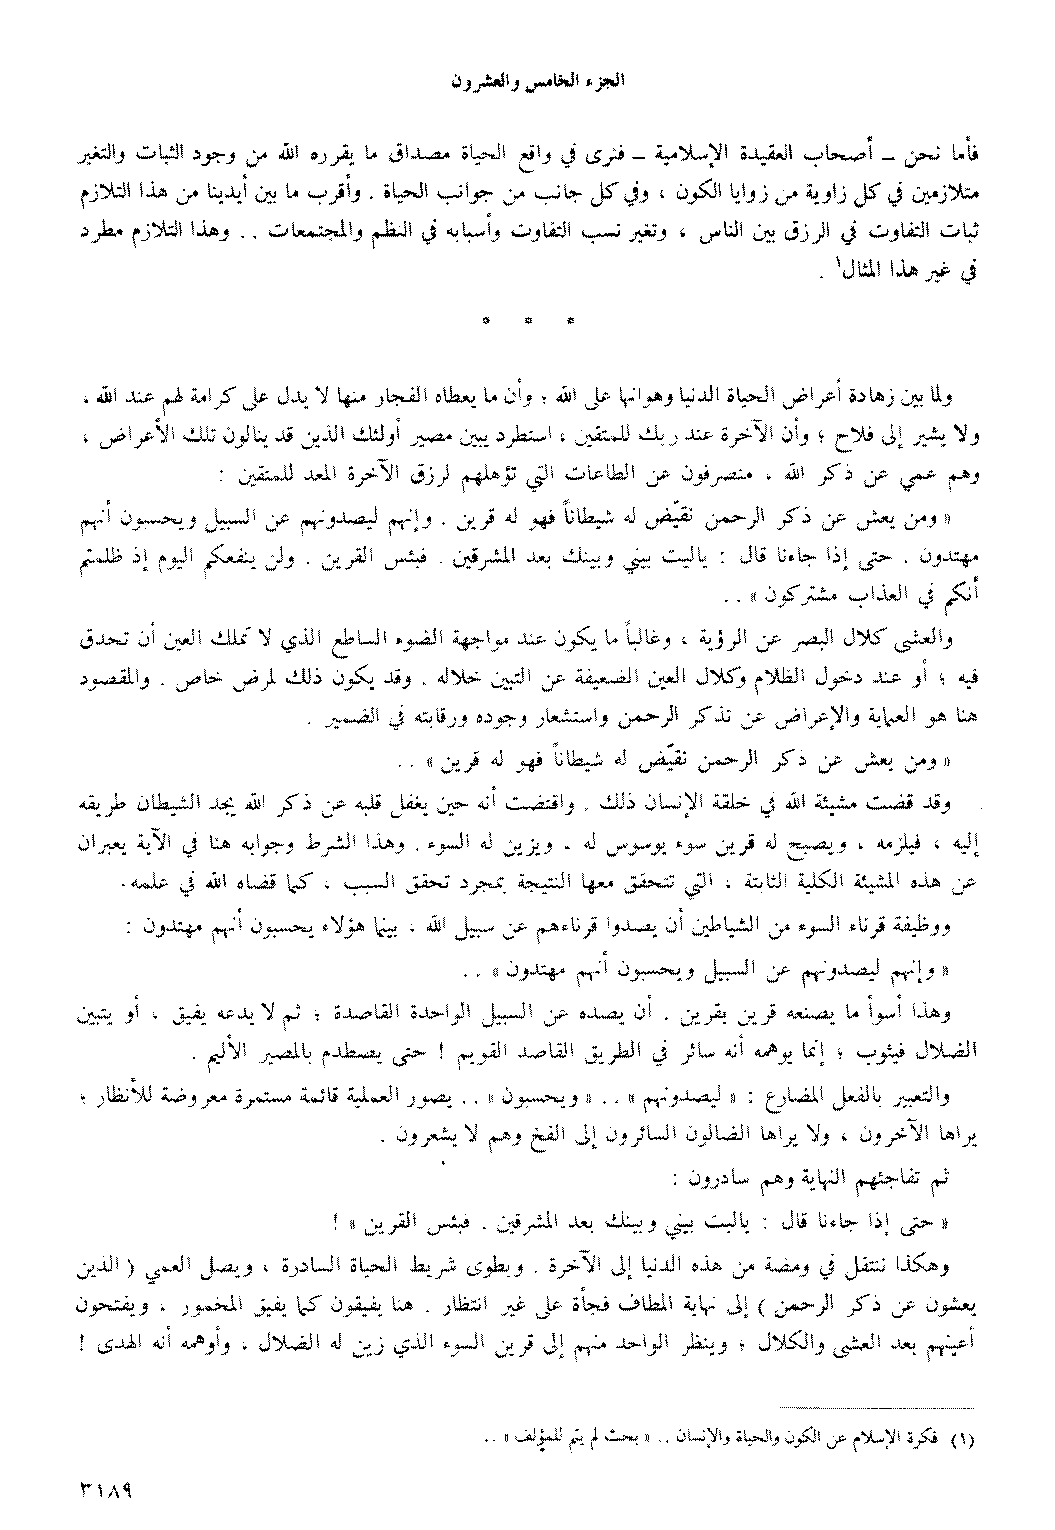 الجزء الخامس والعشرون
فأما نحن – أصحاب العقيدة الإسلامية – فنرى في واقع الحياة مصداق ما يقرره الله من وجود الثبات والتغير
متلازمين في كل زاوية من زوايا الكون ، وفي كل جانب من جوانب الحياة . وأقرب ما بين أيدينا من هذا التلازم
ثبات التفاوت في الرزق بين الناس ، وتغير نسب التفاوت وأسبابه في النظم والمجتمعات .. وهذا التلازم مطرد
في غير هذا المثال¹ .
* * *
ولما بين زهادة أعراض الحياة الدنيا وهوانها على الله ؛ وأن ما يعطاه الفجار منها لا يدل على كرامة لهم عند الله ،
ولا يشير إلى فلاح ؛ وأن الآخرة عند ربك للمتقين ، استطرد يبين مصير أولئك الذين قد ينالون تلك الأعراض ،
وهم عمي عن ذكر الله ، منصرفون عن الطاعات التي تؤهلهم لرزق الآخرة المعد للمتقين :
« ومن يعش عن ذكر الرحمن نقيّض له شيطاناً فهو له قرين . وإنهم ليصدونهم عن السبيل ويحسبون أنهم
مهتدون . حتى إذا جاءنا قال : ياليت بيني وبينك بعد المشرقين . فبئس القرين . ولن ينفعكم اليوم إذ ظلمتم
أنكم في العذاب مشتركون » ..
والعشى كلال البصر عن الرؤية ، وغالباً ما يكون عند مواجهة الضوء الساطع الذي لا تملك العين أن تحدق
فيه ؛ أو عند دخول الظلام وكلال العين الضعيفة عن التبين خلاله . وقد يكون ذلك لمرض خاص . والمقصود
هنا هو العماية والإعراض عن تذكر الرحمن واستشعار وجوده ورقابته في الضمير .
« ومن يعش عن ذكر الرحمن نقيّض له شيطاناً فهو له قرين » ..
وقد قضت مشيئة الله في خلقة الإنسان ذلك . واقتضت أنه حين يغفل قلبه عن ذكر الله يجد الشيطان طريقه
إليه ، فيلزمه ، ويصبح له قرين سوء يوسوس له ، ويزين له السوء . وهذا الشرط وجوابه هنا في الآية يعبران
عن هذه المشيئة الكلية الثابتة ، التي تتحقق معها النتيجة بمجرد تحقق السبب ، كما قضاه الله في علمه .
ووظيفة قرناء السوء من الشياطين أن يصدوا قرناءهم عن سبيل الله ، بينما هؤلاء يحسبون أنهم مهتدون :
« وإنهم ليصدونهم عن السبيل ويحسبون أنهم مهتدون » ..
وهذا أسوأ ما يصنعه قرين بقرين . أن يصده عن السبيل الواحدة القاصدة ؛ ثم لا يدعه يفيق ، أو يتبين
الضلال فيثوب ؛ إنما يوهمه أنه سائر في الطريق القاصد القويم ! حتى يصطدم بالمصير الأليم .
والتعبير بالفعل المضارع : « ليصدونهم » .. « ويحسبون » .. يصور العملية قائمة مستمرة معروضة للأنظار ؛
يراها الآخرون ، ولا يراها الضالون السائرون إلى الفخ وهم لا يشعرون .
ثم تفاجئهم النهاية وهم سادرون :
« حتى إذا جاءنا قال : ياليت بيني وبينك بعد المشرقين . فبئس القرين » !
وهكذا ننتقل في ومضة من هذه الدنيا إلى الآخرة . ويطوى شريط الحياة السادرة ، ويصل العمي ( الذين
يعشون عن ذكر الرحمن ) إلى نهاية المطاف فجأة على غير انتظار . هنا يفيقون كما يفيق المخمور ، ويفتحون
أعينهم بعد العشى والكلال ؛ وينظر الواحد منهم إلى قرين السوء الذي زين له الضلال ، وأوهمه أنه الهدى !
(١) فكرة الإسلام عن الكون والحياة والإنسان .. « بحث لم يتم للمؤلف » ..
٣١٨٩